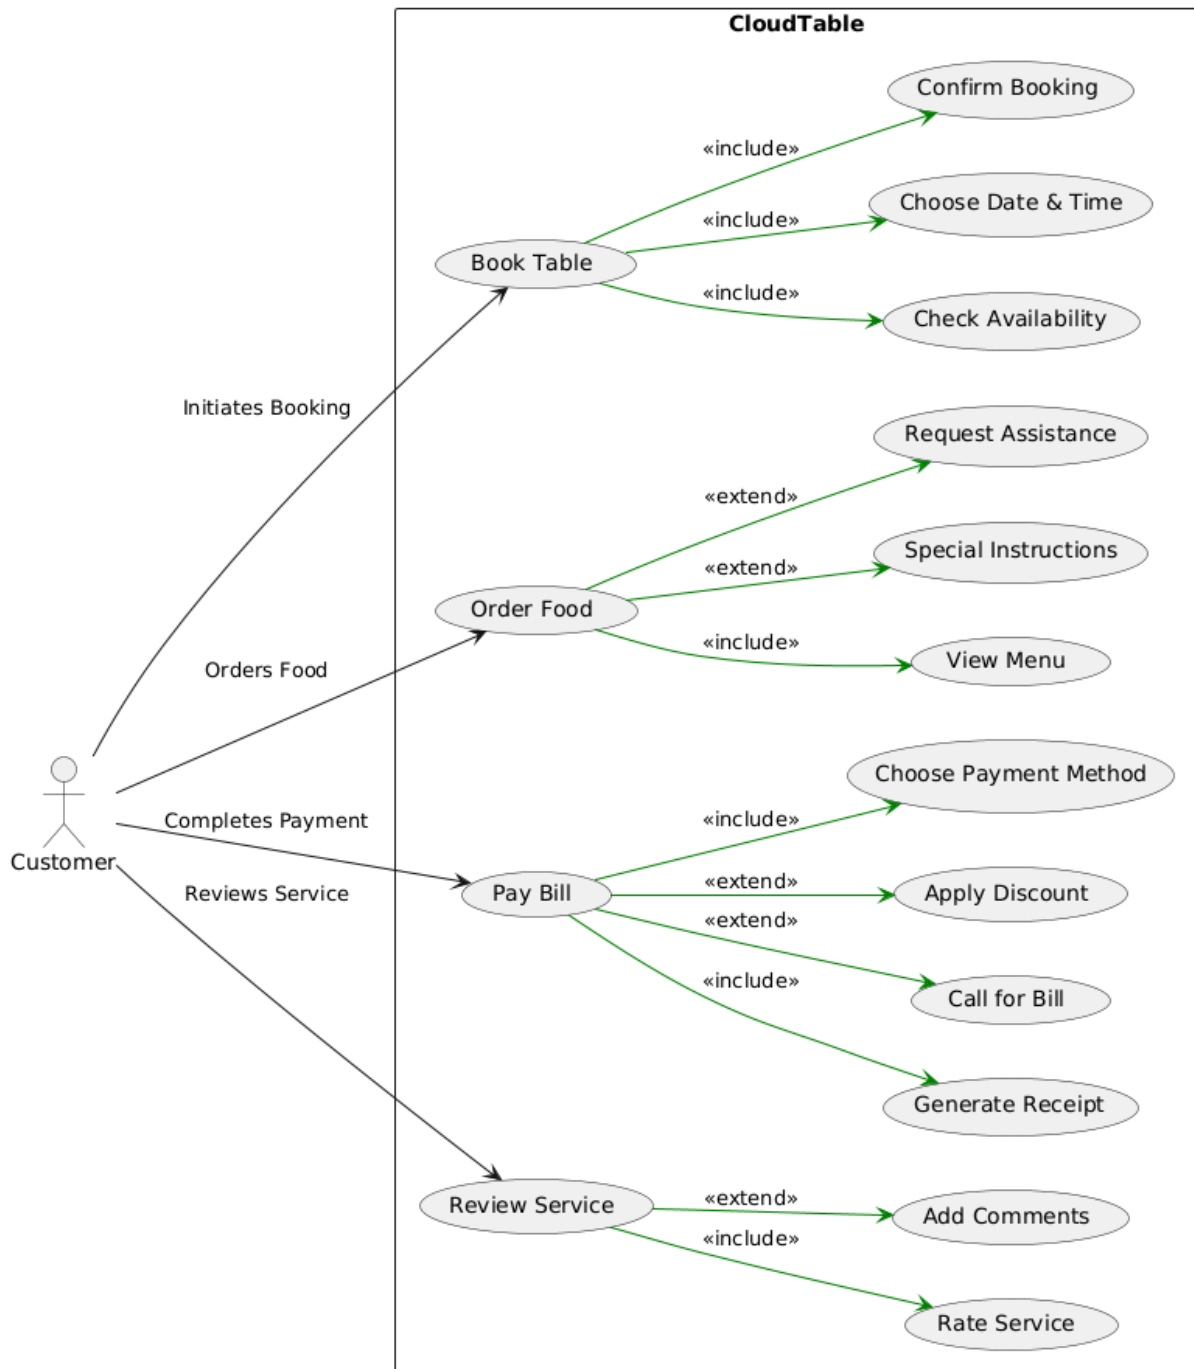 CloudTable
Confirm Booking
«include»
Choose Date & Time
«include»
Book Table
«include»
Check Availability
Initiates Booking
Request Assistance
«extend»
Special Instructions
«extend»
Order Food
«include»
View Menu
Orders Food
Choose Payment Method
«include»
Completes Payment
Customer
Reviews Service
«extend»
Pay Bill
Apply Discount
«extend»
«include»
Call for Bill
Generate Receipt
«extend»
Review Service
Add Comments
«include»
Rate Service